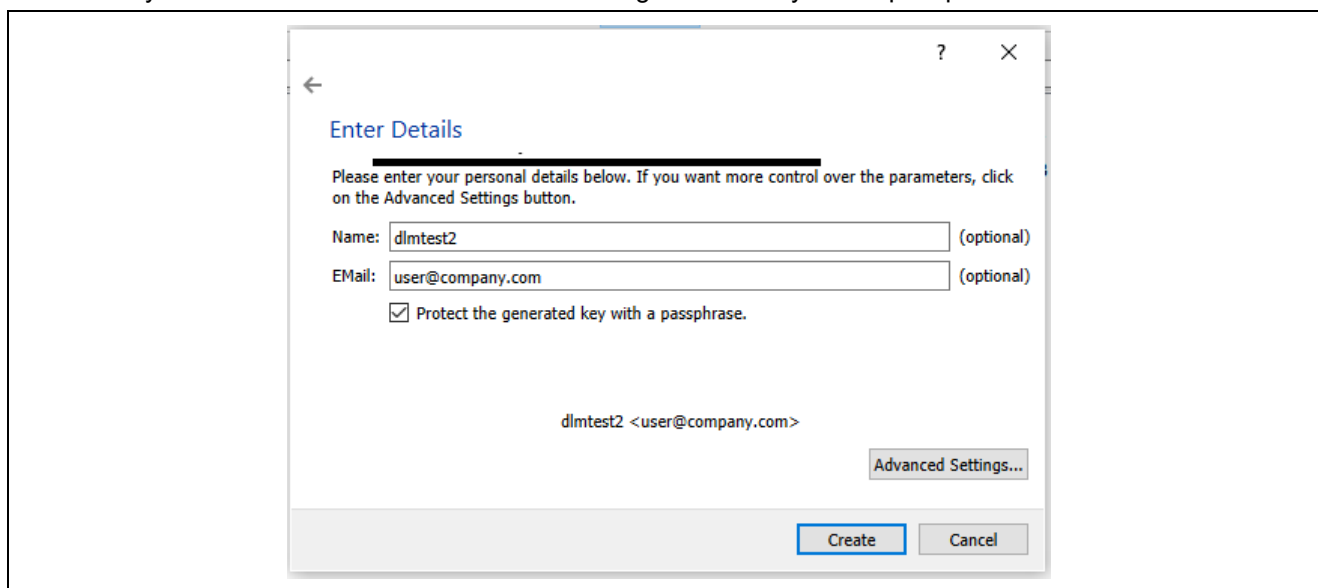 ?
Enter Details
Please enter your personal details below. If you want more control over the parameters, click
on the Advanced Settings button.
Name: dlmtest2 (optional)
EMail: user@company.com (optional)
Protect the generated key with a passphrase.
dlmtest2 <user@company.com>
Advanced Settings...
Create Cancel